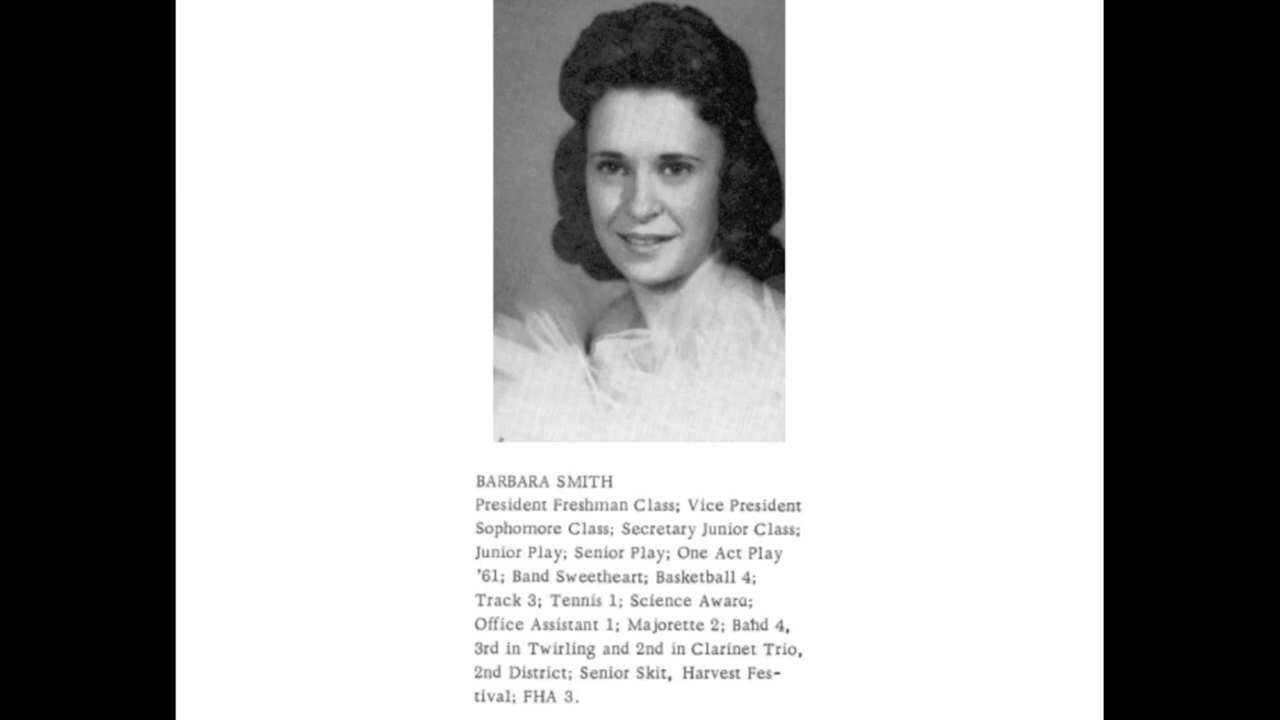 BARBARA SMITH
President Freshman Class; Vice President
Sophomore Class; Secretary Junior Class;
Junior Play; Senior Play; One Act Play
'61; Band Sweetheart; Basketball 4;
Track 3; Tennis 1; Science Award;
Office Assistant 1; Majorette 2; Band 4,
3rd in Twirling and 2nd in Clarinet Trio,
2nd District; Senior Skit, Harvest Fes-
tival; FHA 3.